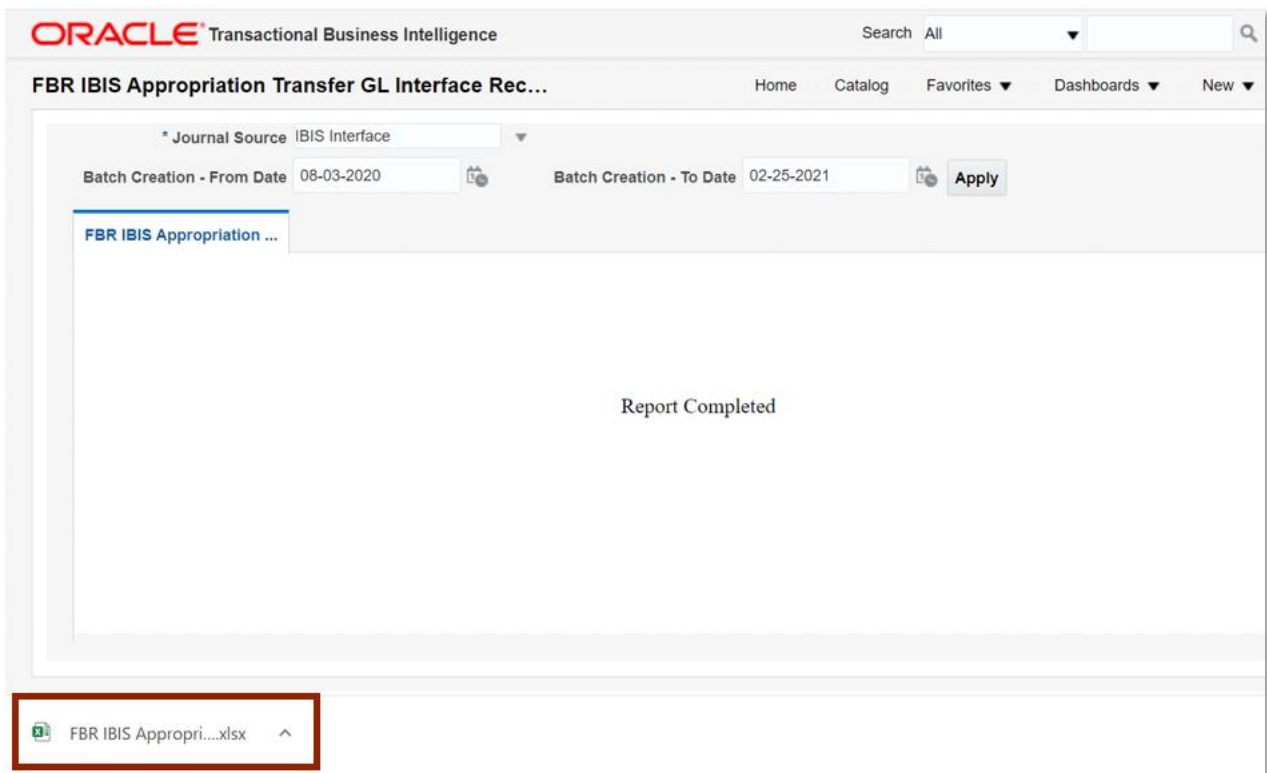 ORACLE Transactional Business Intelligence Search All
FBR IBIS Appropriation Transfer GL Interface Rec... Home Catalog Favorites Dashboards New
* Journal Source IBIS Interface
Batch Creation - From Date 08-03-2020 Batch Creation - To Date 02-25-2021 Apply
FBR IBIS Appropriation ...
Report Completed
FBR IBIS Appropri....xlsx